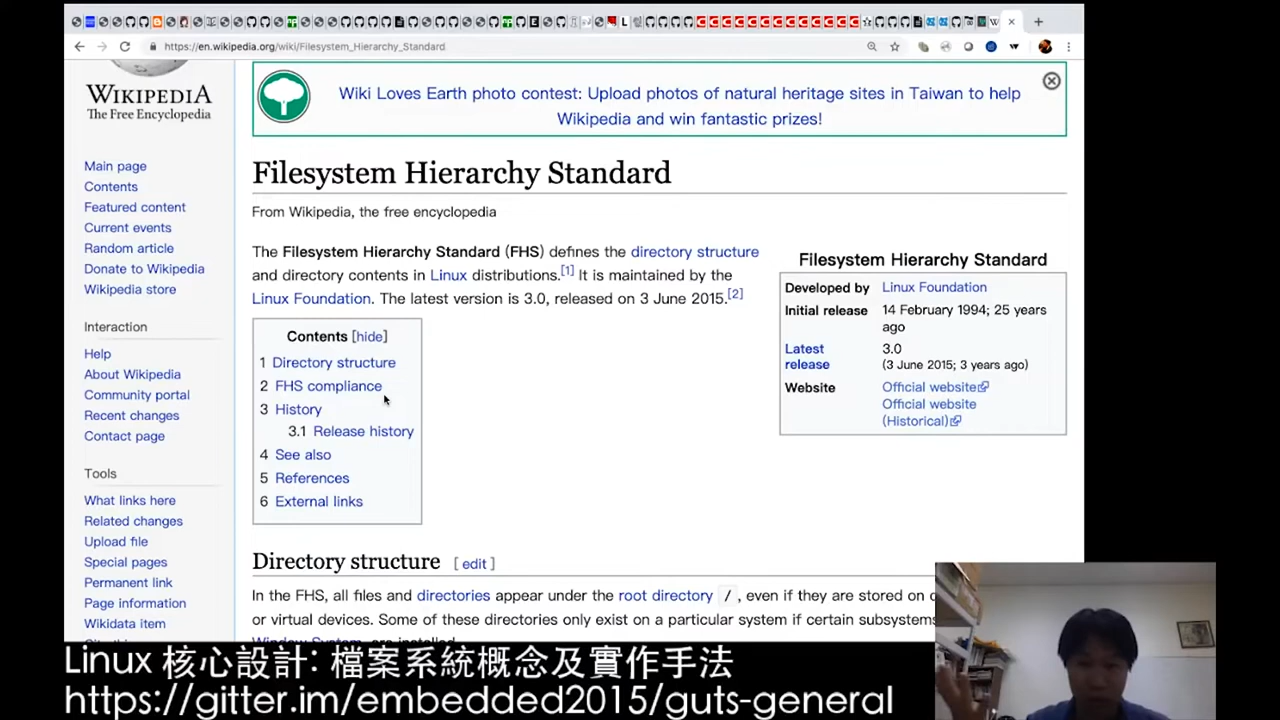 https://en.wikipedia.org/wiki/Filesystem_Hierarchy_Standard
WIKIPEDIA
The Free Encyclopedia
Main page
Contents
Featured content
Current events
Random article
Donate to Wikipedia
Wikipedia store
Interaction
Help
About Wikipedia
Community portal
Recent changes
Contact page
Tools
What links here
Related changes
Upload file
Special pages
Permanent link
Page information
Wikidata item
Wiki Loves Earth photo contest: Upload photos of natural heritage sites in Taiwan to help
Wikipedia and win fantastic prizes!
Filesystem Hierarchy Standard
From Wikipedia, the free encyclopedia
The Filesystem Hierarchy Standard (FHS) defines the directory structure
and directory contents in Linux distributions.[1] It is maintained by the
Linux Foundation. The latest version is 3.0, released on 3 June 2015.[2]
Filesystem Hierarchy Standard
Developed by Linux Foundation
Initial release 14 February 1994; 25 years
ago
Latest 3.0
release (3 June 2015; 3 years ago)
Website Official website
Official website
(Historical)
Contents [hide]
1 Directory structure
2 FHS compliance
3 History
3.1 Release history
4 See also
5 References
6 External links
Directory structure [ edit ]
In the FHS, all files and directories appear under the root directory /, even if they are stored on
or virtual devices. Some of these directories only exist on a particular system if certain subsystems
Window System, are installed.
Linux 核心設計: 檔案系統概念及實作手法
https://gitter.im/embedded2015/guts-general